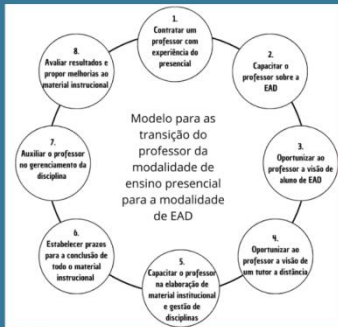 1.
Contratar um
professor com
experiência do
presencial
2.
Capacitar o
professor sobre a
EAD
3.
Oportunizar ao
professor a visão de
aluno de EAD
4.
Oportunizar ao
professor a visão de
um tutor a distância
5.
Capacitar o professor
na elaboração de
material institucional
e gestão de
disciplinas
6.
Estabelecer prazos
para a conclusão de
todo o material
instrucional
7.
Auxiliar o professor
no gerenciamento da
disciplina
8.
Avaliar resultados e
propor melhorias ao
material instrucional
Modelo para as
transição do
professor da
modalidade de
ensino presencial
para a modalidade
de EAD